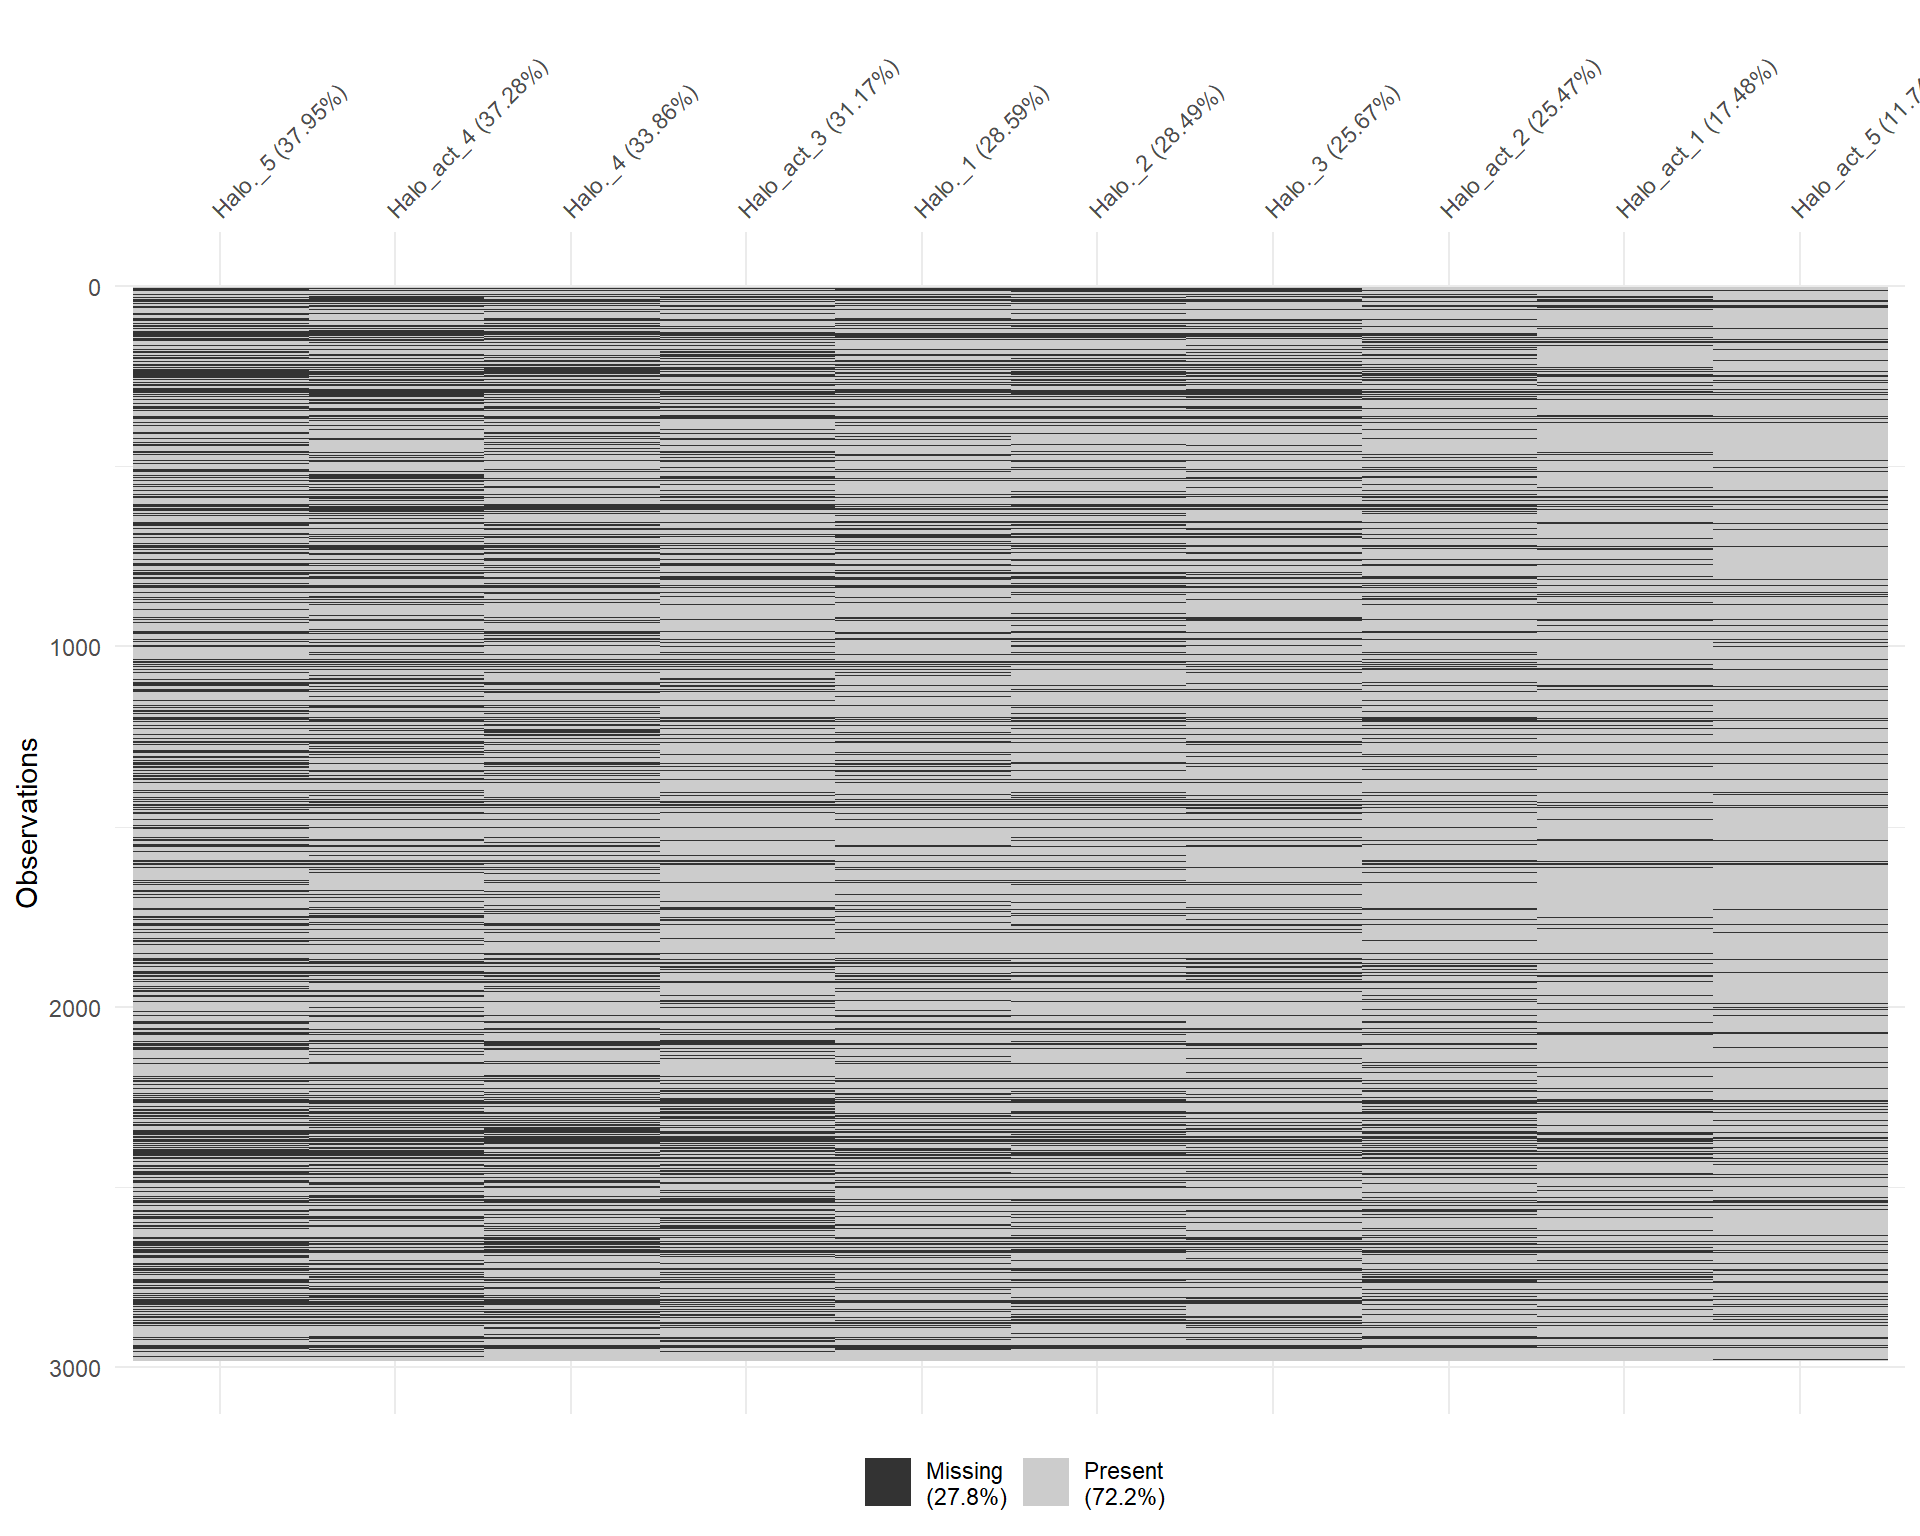 Halo._5 (37.95%)
Halo_act_4 (37.28%)
Halo._4 (33.86%)
Halo_act_3 (31.17%)
Halo._1 (28.59%)
Halo._2 (28.49%)
Halo._3 (25.67%)
Halo_act_2 (25.47%)
Halo_act_1 (17.48%)
Halo_act_5 (11.7
0
1000
2000
3000
Observations
Missing
(27.8%)
Present
(72.2%)